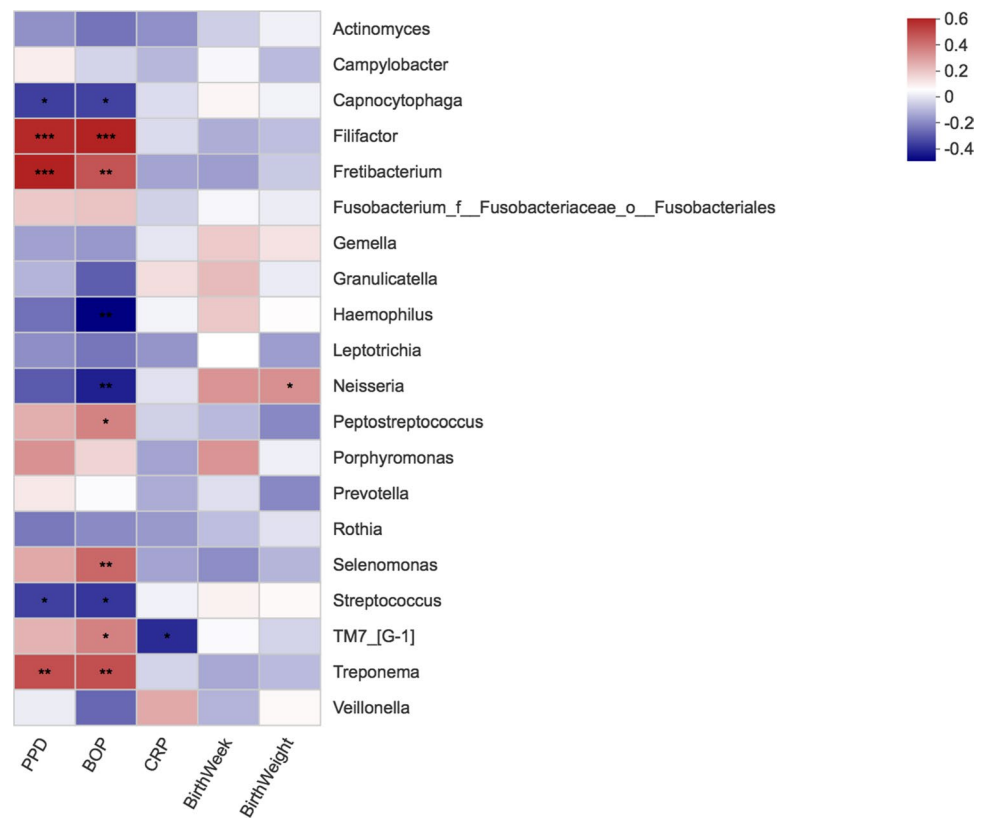 Actinomyces
Campylobacter
* * Capnocytophaga
*** *** Filifactor
*** ** Fretibacterium
Fusobacterium_f__Fusobacteriaceae_o__Fusobacteriales
Gemella
Granulicatella
** Haemophilus
Leptotrichia
** * Neisseria
* Peptostreptococcus
Porphyromonas
Prevotella
Rothia
** Selenomonas
* * Streptococcus
* * TM7_[G-1]
** ** Treponema
Veillonella
PPD
BOP
CRP
BirthWeek
BirthWeight
0.6
0.4
0.2
0
-0.2
-0.4